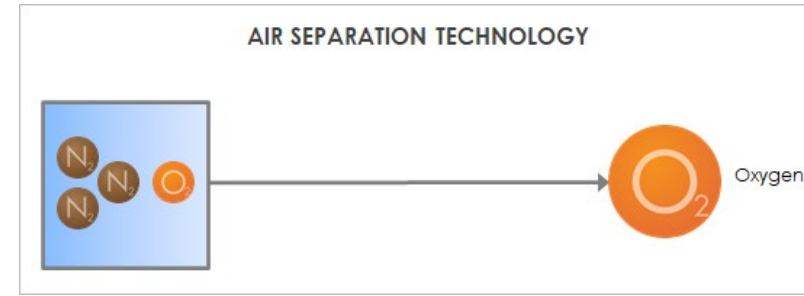 AIR SEPARATION TECHNOLOGY
N₂
N₂
O₂
N₂
O₂
Oxygen